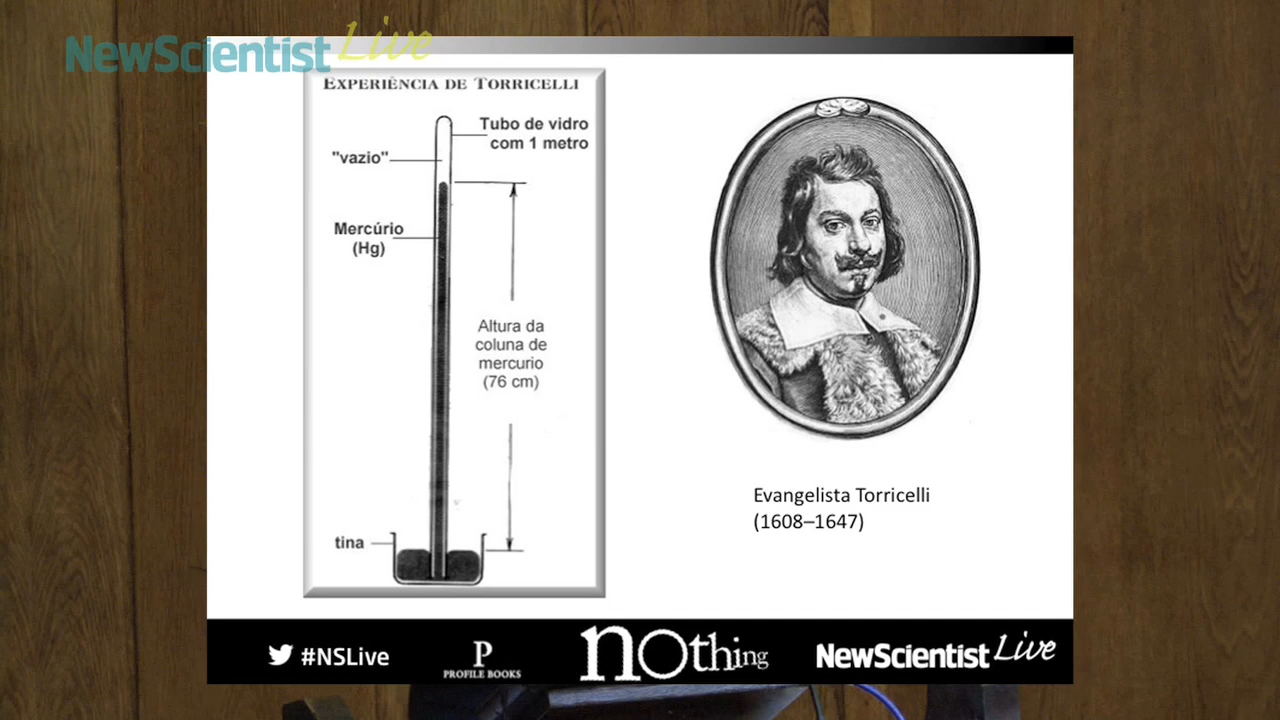 NewScientist Live
EXPERIÊNCIA DE TORRICELLI
Tubo de vidro
com 1 metro
"vazio"
Mercúrio
(Hg)
Altura da
coluna de
mercurio
(76 cm)
tina
Evangelista Torricelli
(1608–1647)
#NSLive
P
PROFILE BOOKS
nothing
NewScientist Live